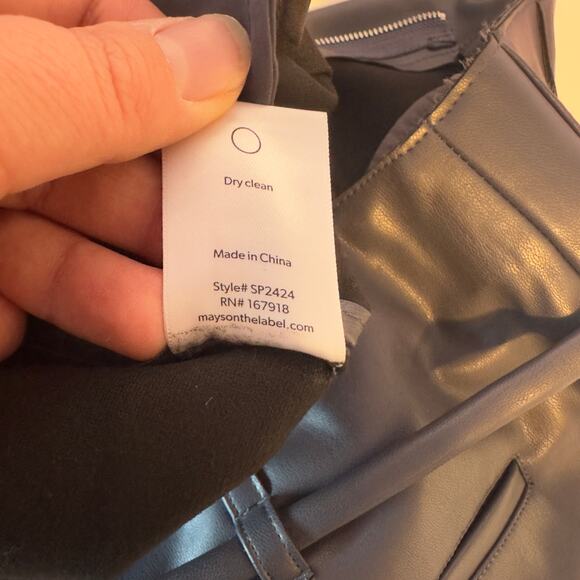 Dry clean
Made in China
Style# SP2424
RN# 167918
maysonthelabel.com